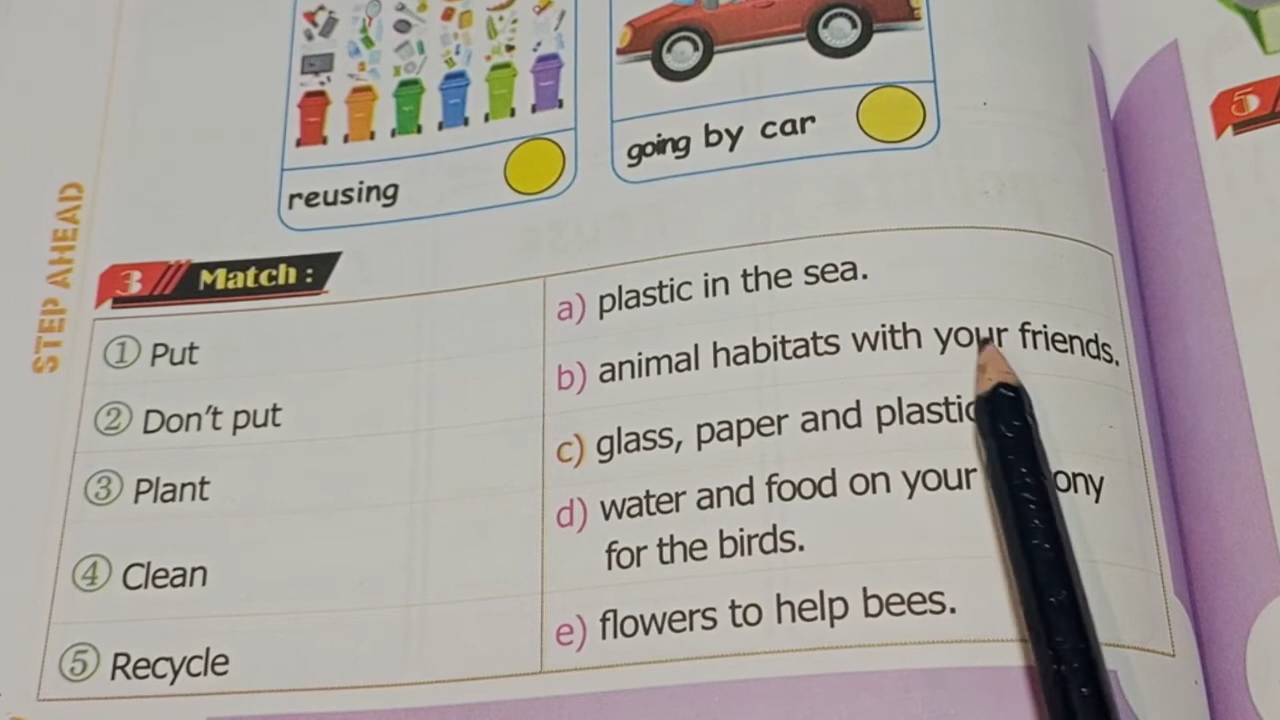 reusing
going by car
STEP AHEAD
5
3 Match :
1 Put
2 Don't put
3 Plant
4 Clean
5 Recycle
a) plastic in the sea.
b) animal habitats with your friends.
c) glass, paper and plastic
d) water and food on your
for the birds.
e) flowers to help bees.